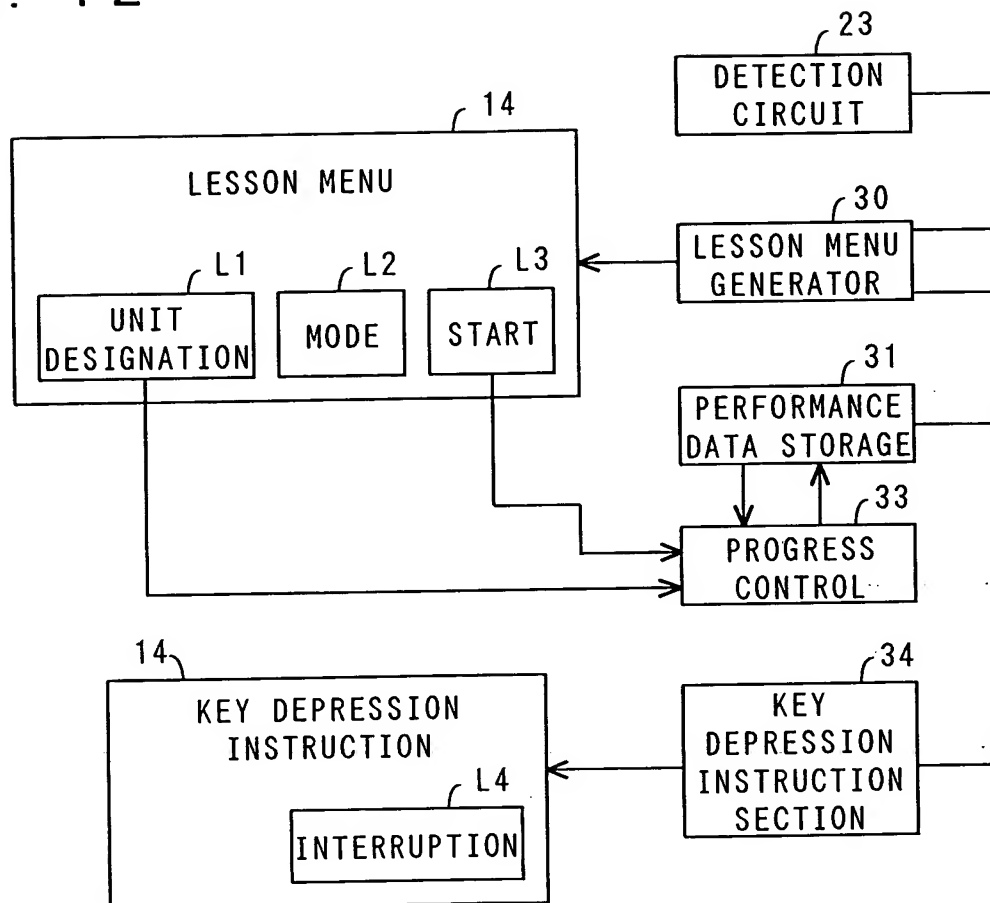 23
DETECTION
CIRCUIT
14
LESSON MENU
L1
UNIT
DESIGNATION
L2
MODE
L3
START
30
LESSON MENU
GENERATOR
31
PERFORMANCE
DATA STORAGE
33
PROGRESS
CONTROL
14
KEY DEPRESSION
INSTRUCTION
L4
INTERRUPTION
34
KEY
DEPRESSION
INSTRUCTION
SECTION